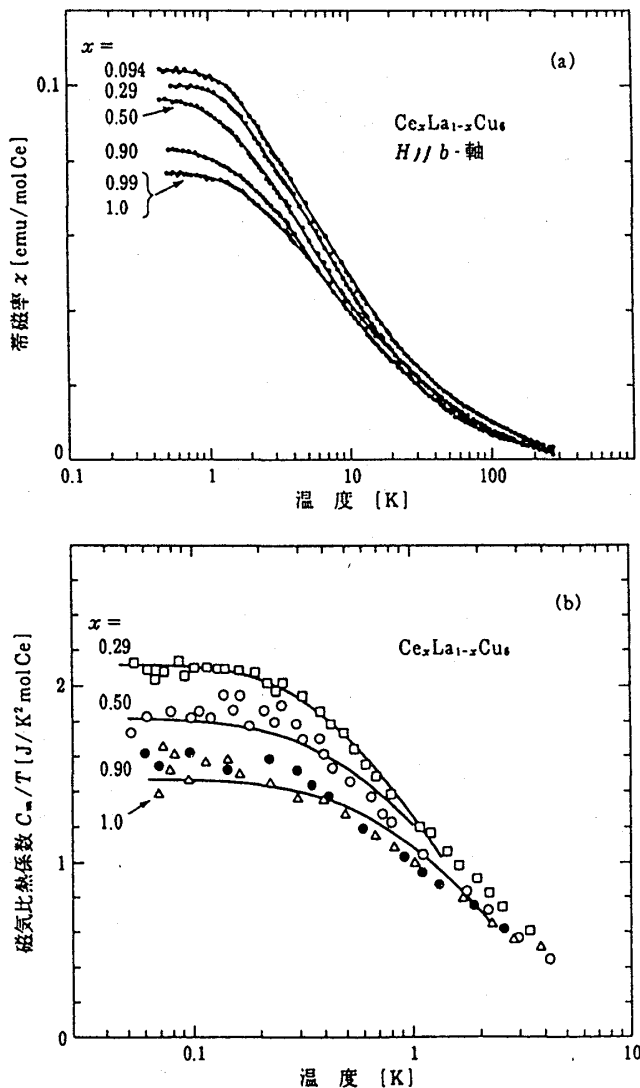 (a)
x =
0.094
0.29
0.50
0.90
0.99
1.0
CeₓLa₁₋ₓCu₆
H // b - 軸
帯磁率 χ [emu/mol Ce]
0.1
0
0.1
1
10
100
温 度 [K]
(b)
x =
0.29
0.50
0.90
1.0
CeₓLa₁₋ₓCu₆
磁気比熱係数 Cₘ/T [J/K² mol Ce]
2
1
0
0.1
1
10
温 度 [K]